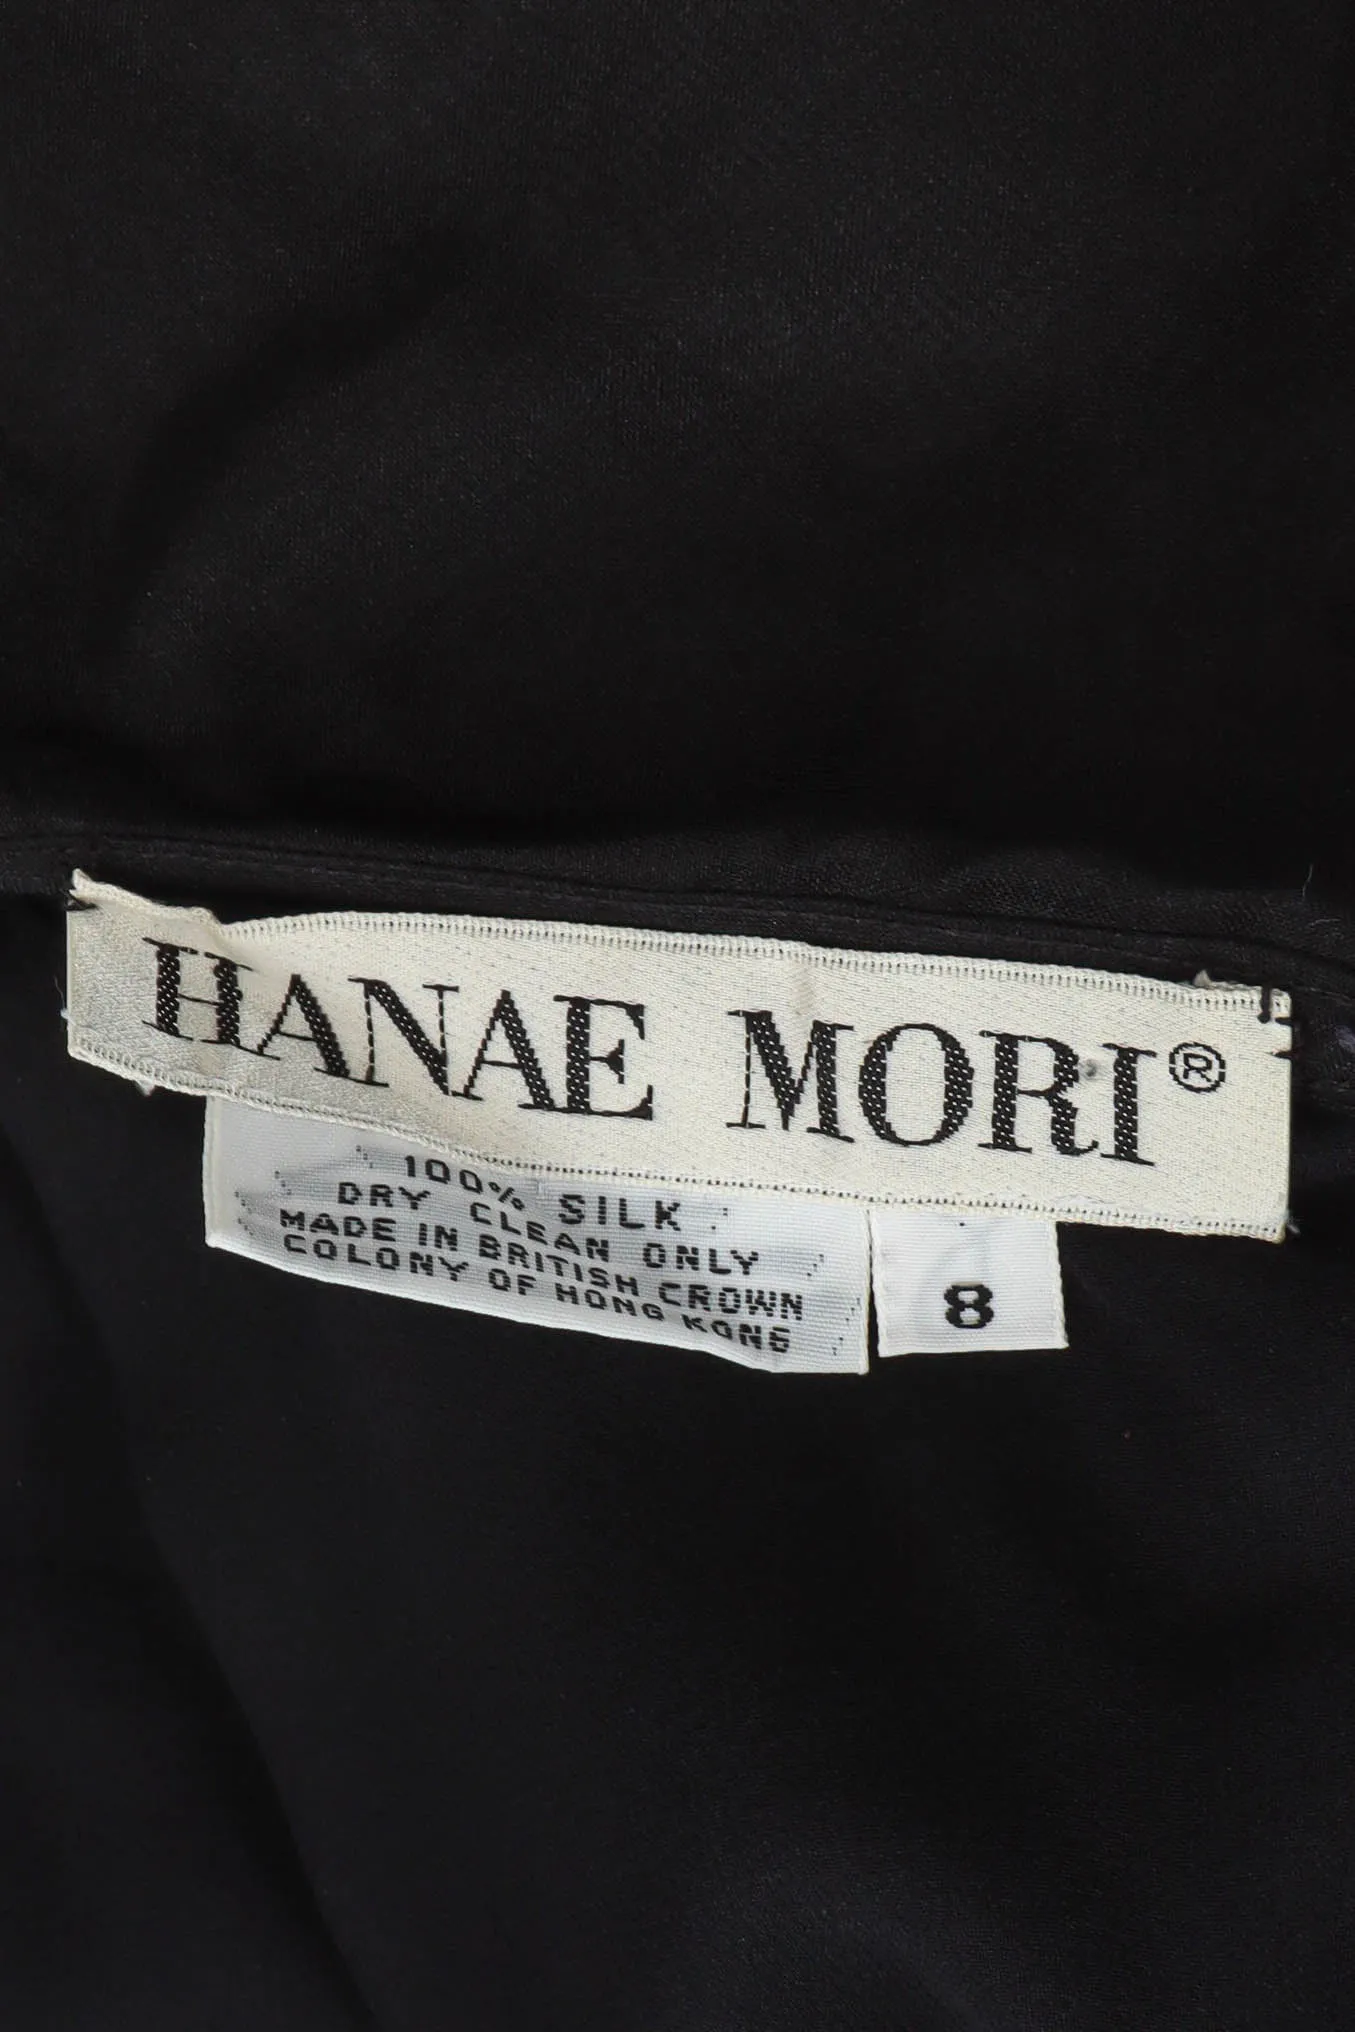 HANAE MORI®
100% SILK
DRY CLEAN ONLY
MADE IN BRITISH CROWN
COLONY OF HONG KONG
8